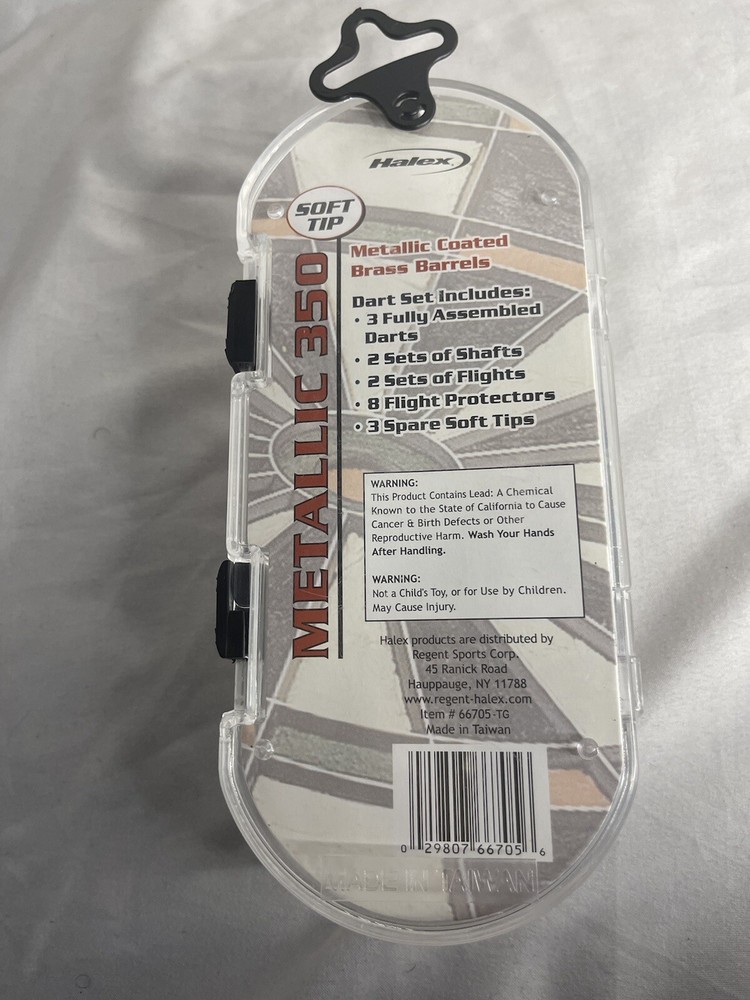 Halex
SOFT
TIP
METALLIC 350
Metallic Coated
Brass Barrels
Dart Set Includes:
• 3 Fully Assembled
Darts
• 2 Sets of Shafts
• 2 Sets of Flights
• 8 Flight Protectors
• 3 Spare Soft Tips
WARNING:
This Product Contains Lead: A Chemical
Known to the State of California to Cause
Cancer & Birth Defects or Other
Reproductive Harm. Wash Your Hands
After Handling.
WARNING:
Not a Child's Toy, or for Use by Children.
May Cause Injury.
Halex products are distributed by
Regent Sports Corp.
45 Ranick Road
Hauppauge, NY 11788
www.regent-halex.com
Item # 66705-TG
Made in Taiwan
0 29807 66705 6
MADE IN TAIWAN